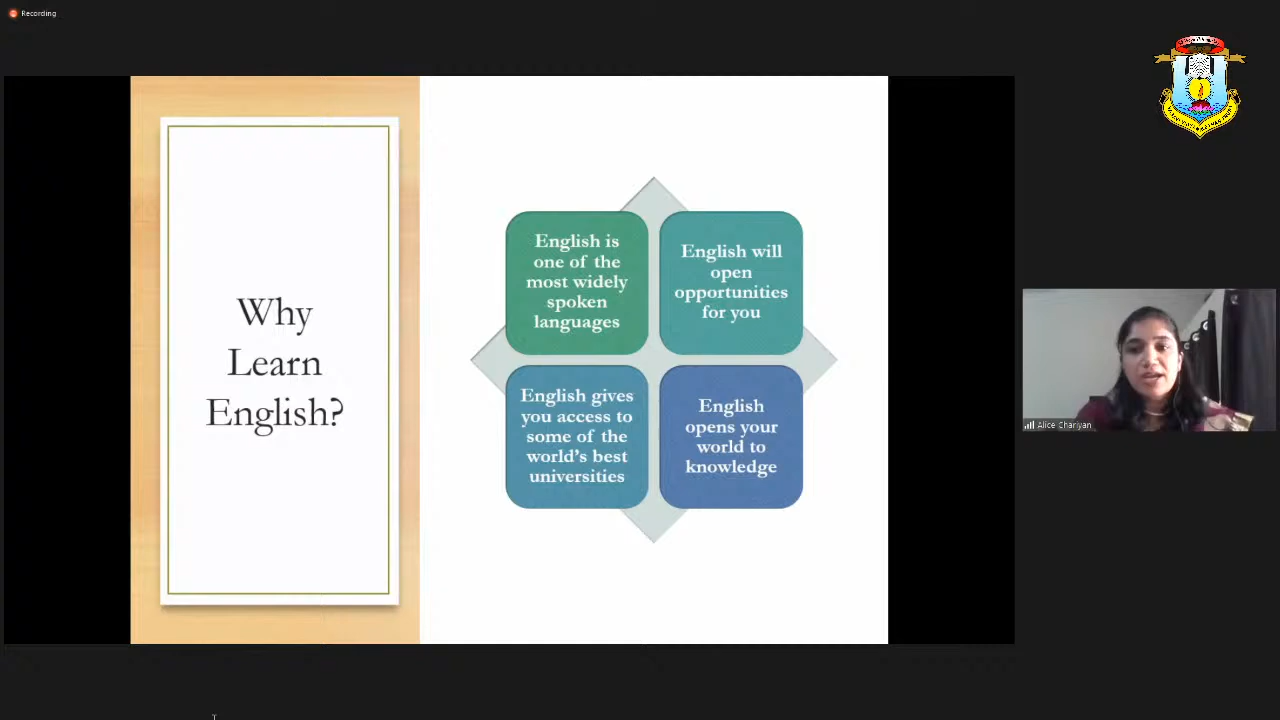 Recording
Why
Learn
English?
English is
one of the
most widely
spoken
languages
English will
open
opportunities
for you
English gives
you access to
some of the
world's best
universities
English
opens your
world to
knowledge
Alice Chariyan